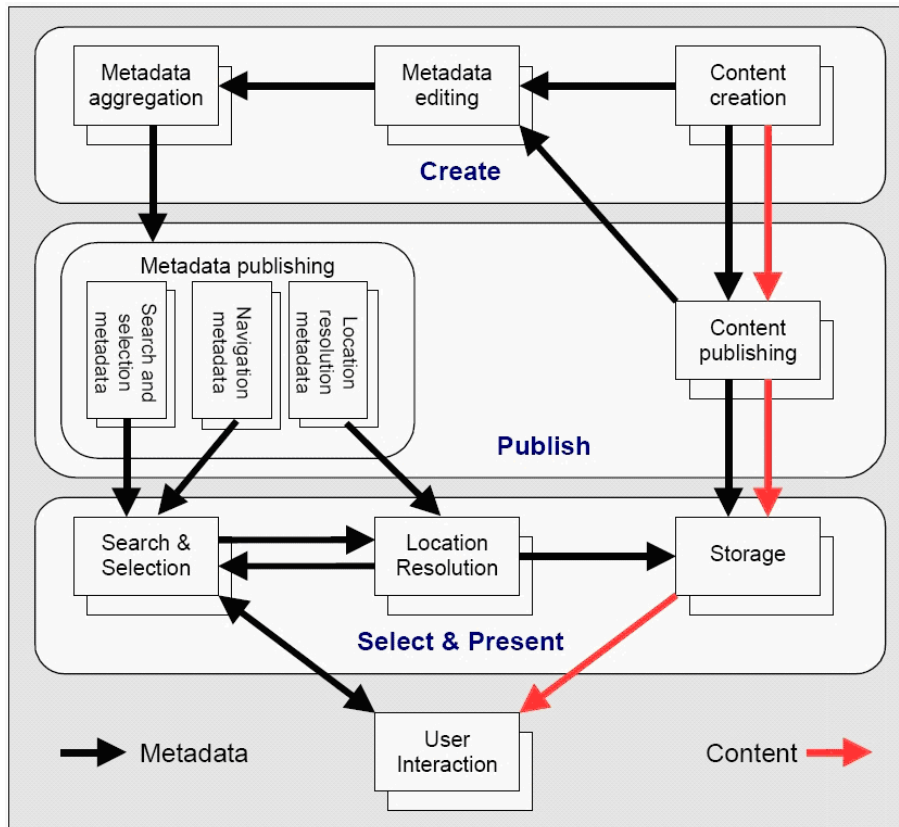 Metadata
aggregation
Metadata
editing
Content
creation
Create
Metadata publishing
Search and
selection
metadata
Navigation
metadata
Location
resolution
metadata
Content
publishing
Publish
Search &
Selection
Location
Resolution
Storage
Select & Present
User
Interaction
Metadata
Content